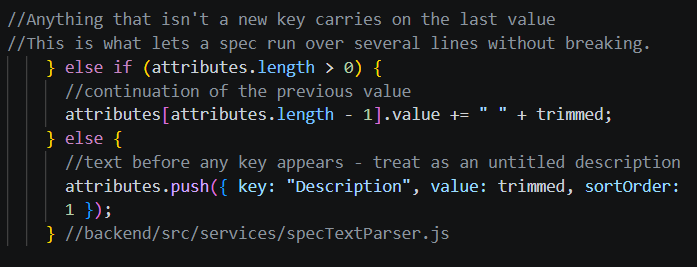 //Anything that isn't a new key carries on the last value
//This is what lets a spec run over several lines without breaking.
} else if (attributes.length > 0) {
//continuation of the previous value
attributes[attributes.length - 1].value += " " + trimmed;
} else {
//text before any key appears - treat as an untitled description
attributes.push({ key: "Description", value: trimmed, sortOrder:
1 });
} //backend/src/services/specTextParser.js